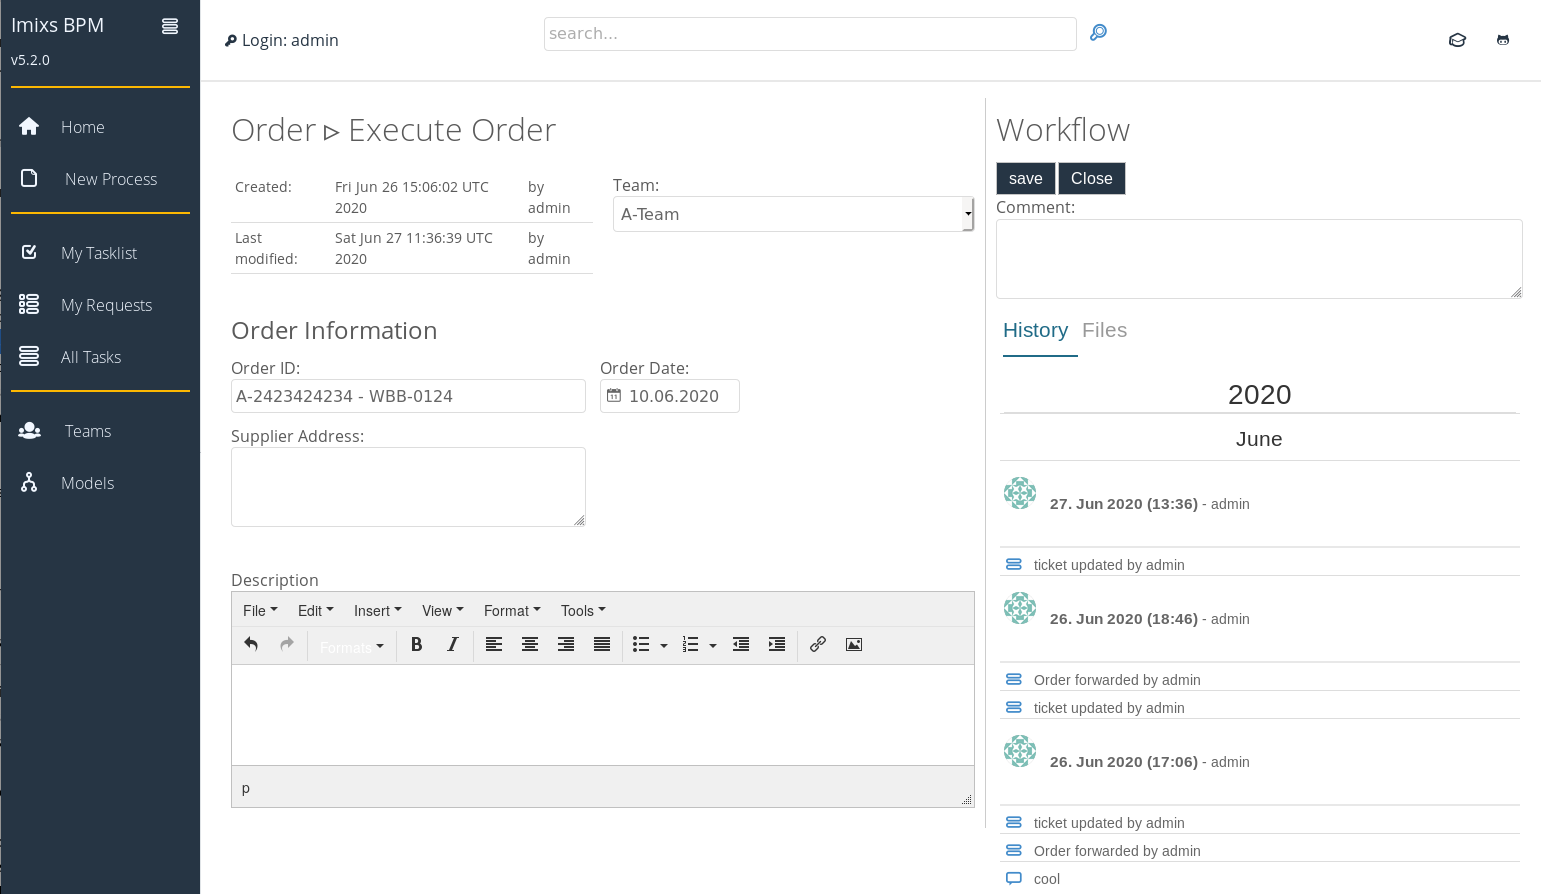 Imixs BPM
v5.2.0
Home
New Process
My Tasklist
My Requests
All Tasks
Teams
Models
Login: admin
search...
Order ▹ Execute Order
Created: Fri Jun 26 15:06:02 UTC 2020 by admin
Last modified: Sat Jun 27 11:36:39 UTC 2020 by admin
Team:
A-Team
Order Information
Order ID:
A-2423424234 - WBB-0124
Order Date:
10.06.2020
Supplier Address:
Description
File Edit Insert View Format Tools
Formats B I
p
Workflow
save Close
Comment:
History Files
2020
June
27. Jun 2020 (13:36) - admin
ticket updated by admin
26. Jun 2020 (18:46) - admin
Order forwarded by admin
ticket updated by admin
26. Jun 2020 (17:06) - admin
ticket updated by admin
Order forwarded by admin
cool